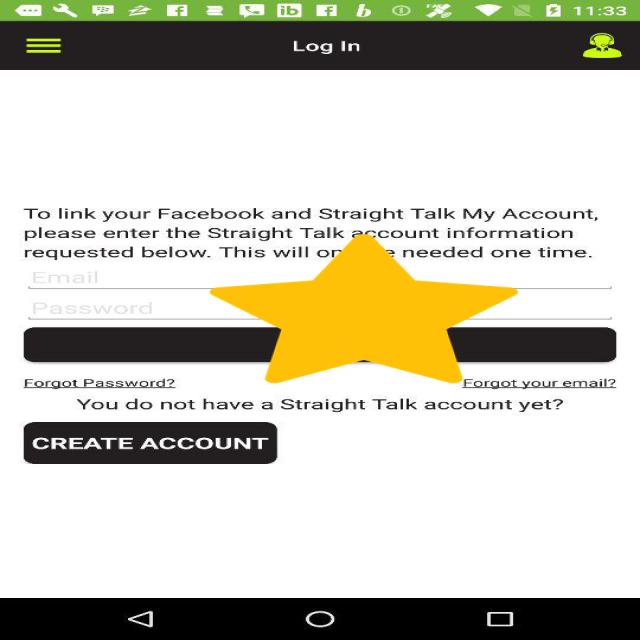 11:33
Log In
To link your Facebook and Straight Talk My Account,
please enter the Straight Talk account information
requested below. This will needed one time.
Email
Password
Forgot Password?
Forgot your email?
You do not have a Straight Talk account yet?
CREATE ACCOUNT